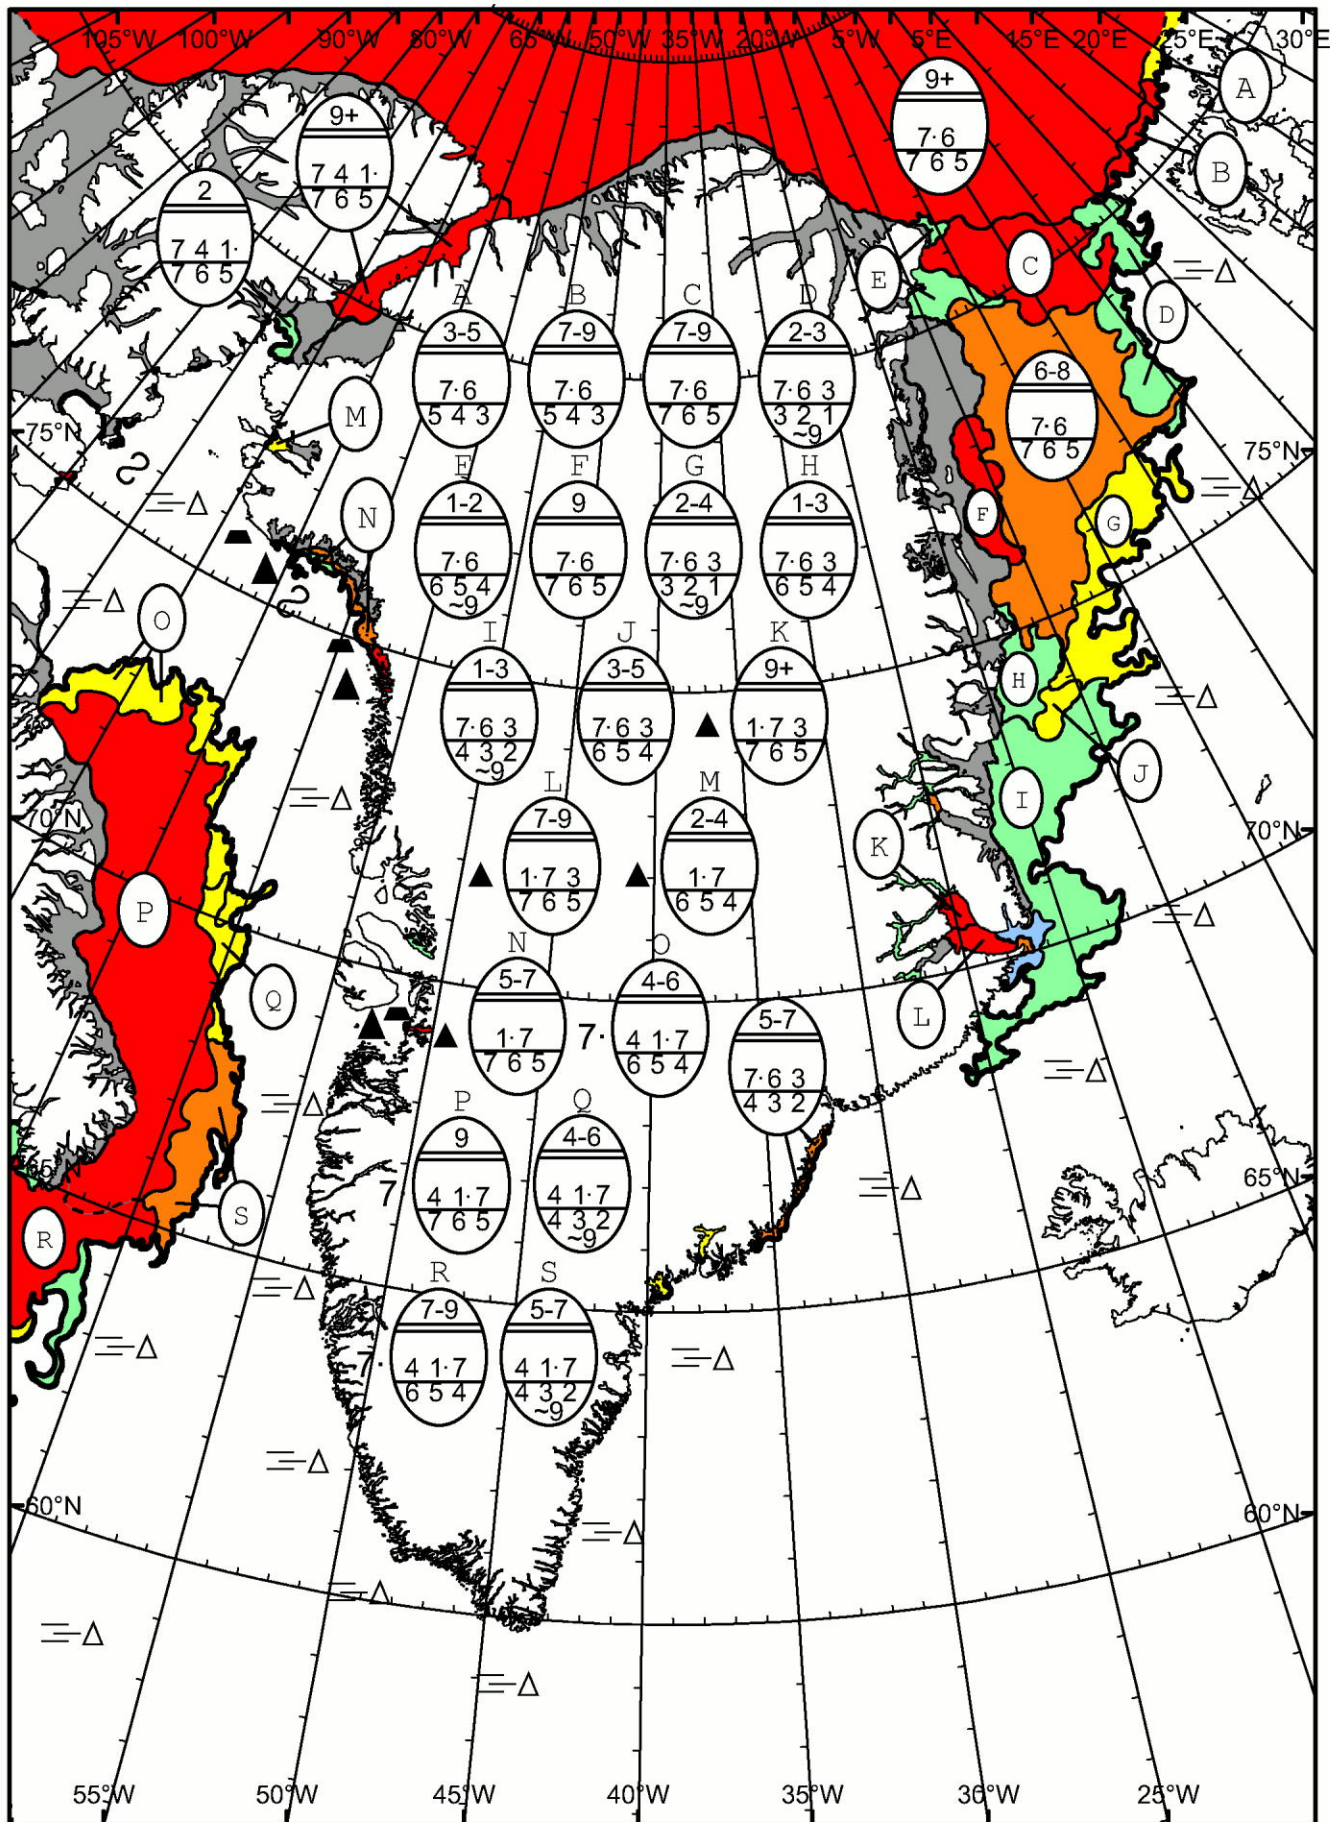 105°W 100°W 90°W 80°W 65°W 50°W 35°W 20°W 5°W 5°E 15°E 20°E 25°E 30°E
A
B
9+
7· 6
7 6 5
9+
7 4 1·
7 6 5
2
7 4 1·
7 6 5
C
E
D
A B C D
3-5 7-9 7-9 2-3
7· 6 7· 6 7· 6 7· 6 3
5 4 3 5 4 3 7 6 5 3 2 1
~9
6-8
7· 6
7 6 5
M
75°N
75°N
E F G H
1-2 9 2-4 1-3
7· 6 7· 6 7· 6 3 7· 6 3
6 5 4 7 6 5 3 2 1 6 5 4
~9 ~9
N
F
G
O
I J K
1-3 3-5 9+
7· 6 3 7· 6 3 1· 7 3
4 3 2 6 5 4 7 6 5
~9
H
J
I
70°N
70°N
K
L M
7-9 2-4
1· 7 3 1· 7
7 6 5 6 5 4
P
N O
5-7 4-6
1· 7 7· 4 1· 7
7 6 5 6 5 4
Q
L
5-7
7· 6 3
4 3 2
P Q
9 4-6
7· 4 1· 7 4 1· 7
7 6 5 4 3 2
~9
65°N
65°N
S
R
R S
7-9 5-7
7· 4 1· 7 4 1· 7
6 5 4 4 3 2
~9
60°N
60°N
55°W 50°W 45°W 40°W 35°W 30°W 25°W